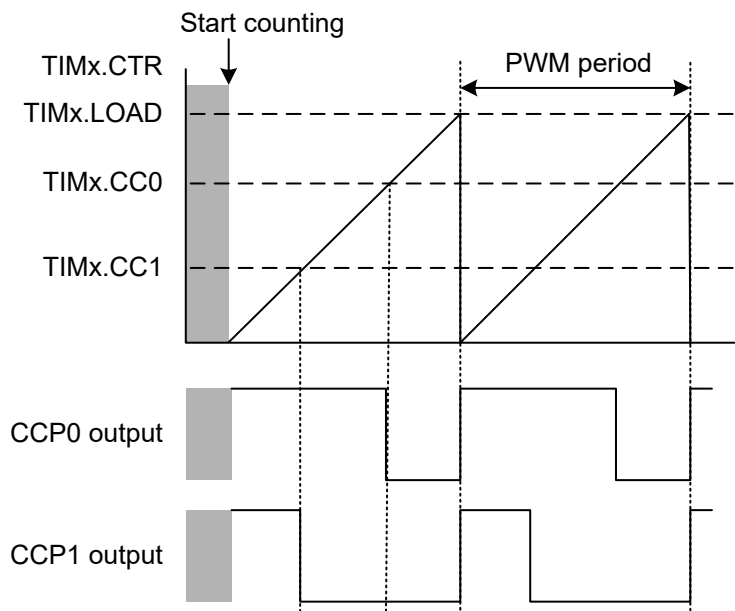 Start counting
TIMx.CTR
PWM period
TIMx.LOAD
TIMx.CC0
TIMx.CC1
CCP0 output
CCP1 output